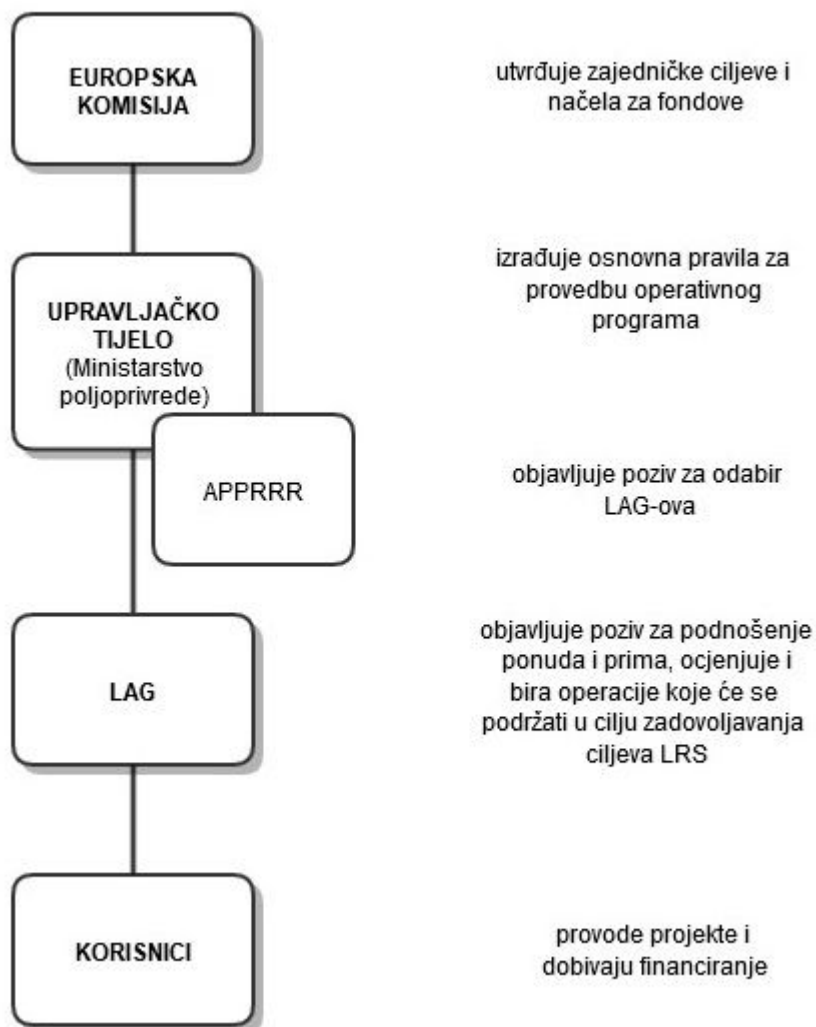 EUROPSKA
KOMISIJA
utvrđuje zajedničke ciljeve i
načela za fondove
UPRAVLJAČKO
TIJELO
(Ministarstvo
poljoprivrede)
izrađuje osnovna pravila za
provedbu operativnog
programa
APPRRR
objavljuje poziv za odabir
LAG-ova
LAG
objavljuje poziv za podnošenje
ponuda i prima, ocjenjuje i
bira operacije koje će se
podržati u cilju zadovoljavanja
ciljeva LRS
KORISNICI
provode projekte i
dobivaju financiranje